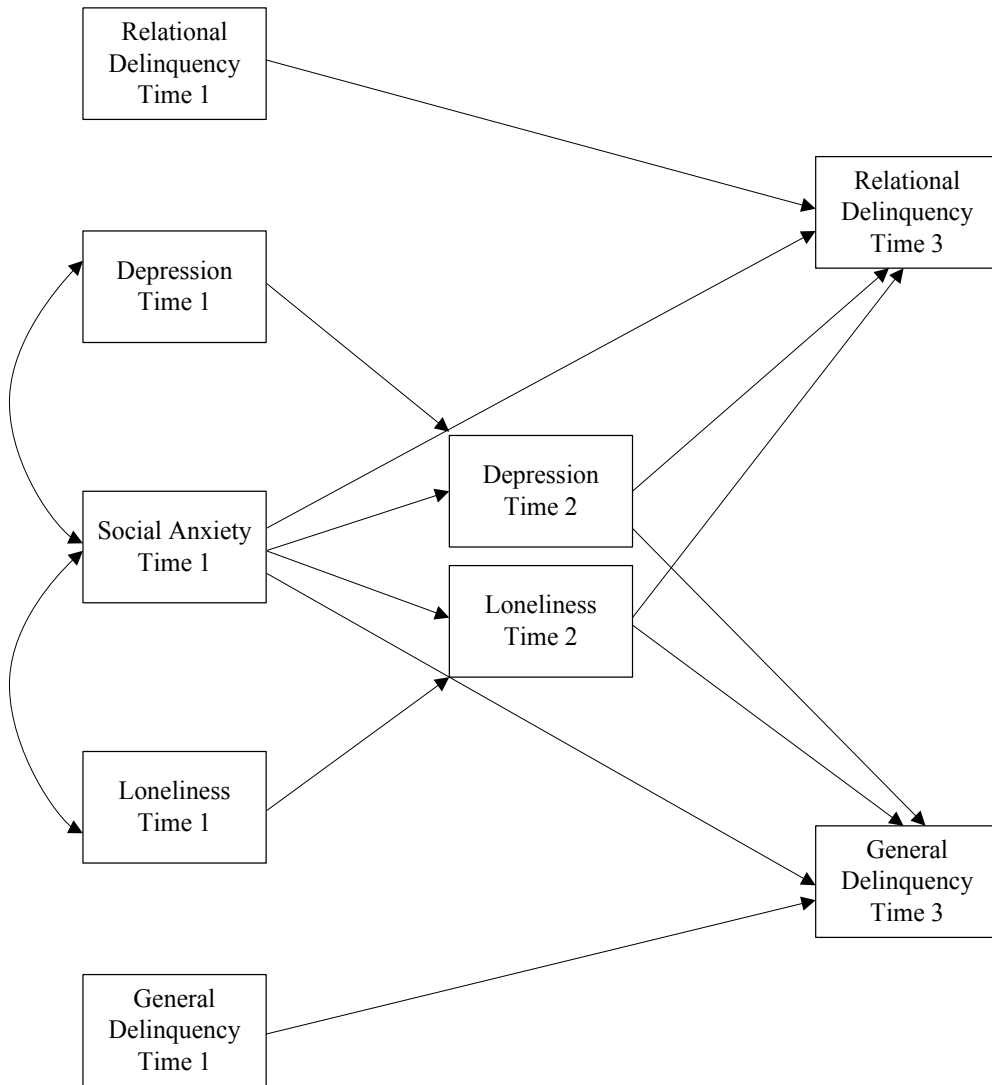 Relational
Delinquency
Time 1
Relational
Delinquency
Time 3
Depression
Time 1
Depression
Time 2
Social Anxiety
Time 1
Loneliness
Time 2
Loneliness
Time 1
General
Delinquency
Time 3
General
Delinquency
Time 1